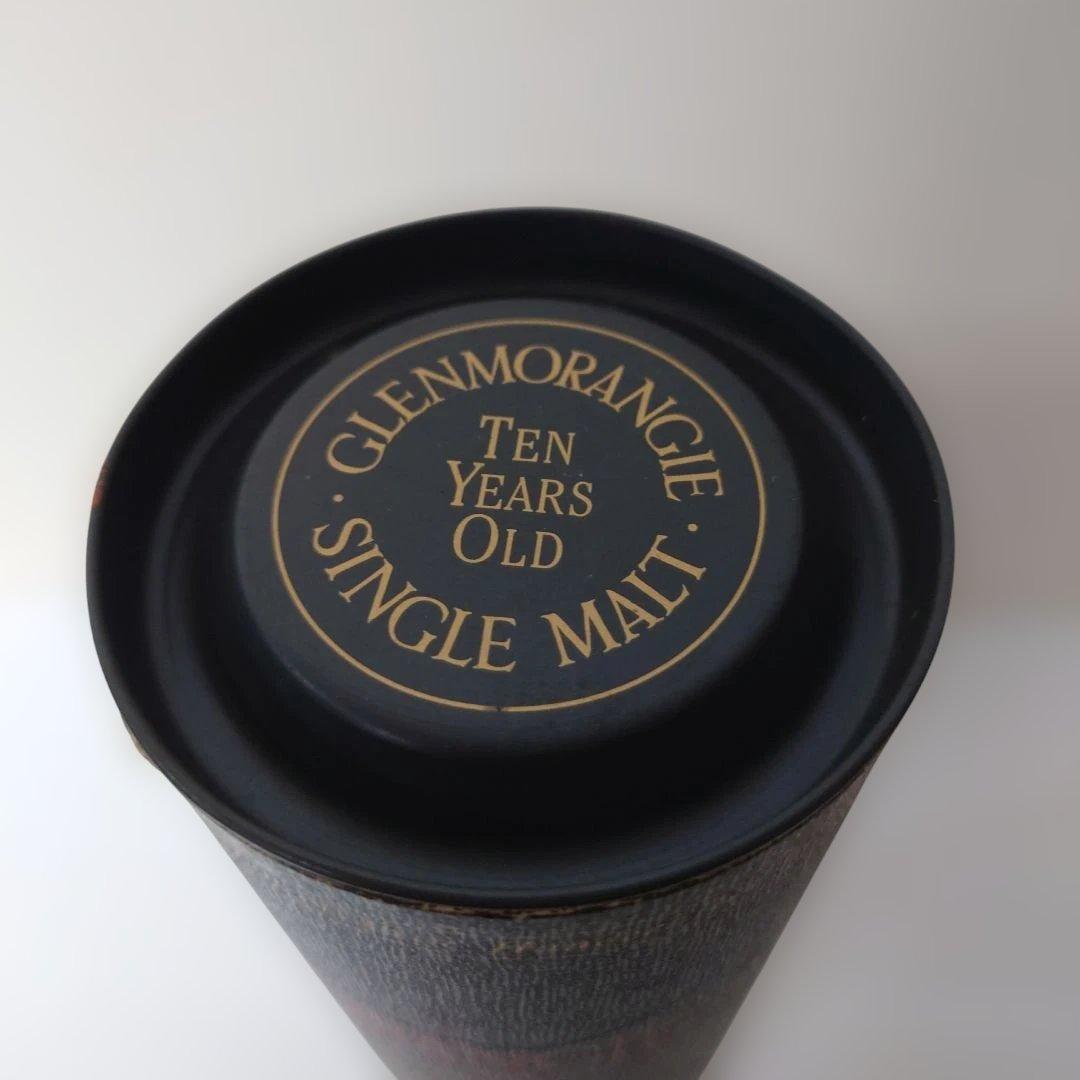 GLENMORANGIE
TEN
YEARS
OLD
· SINGLE MALT ·